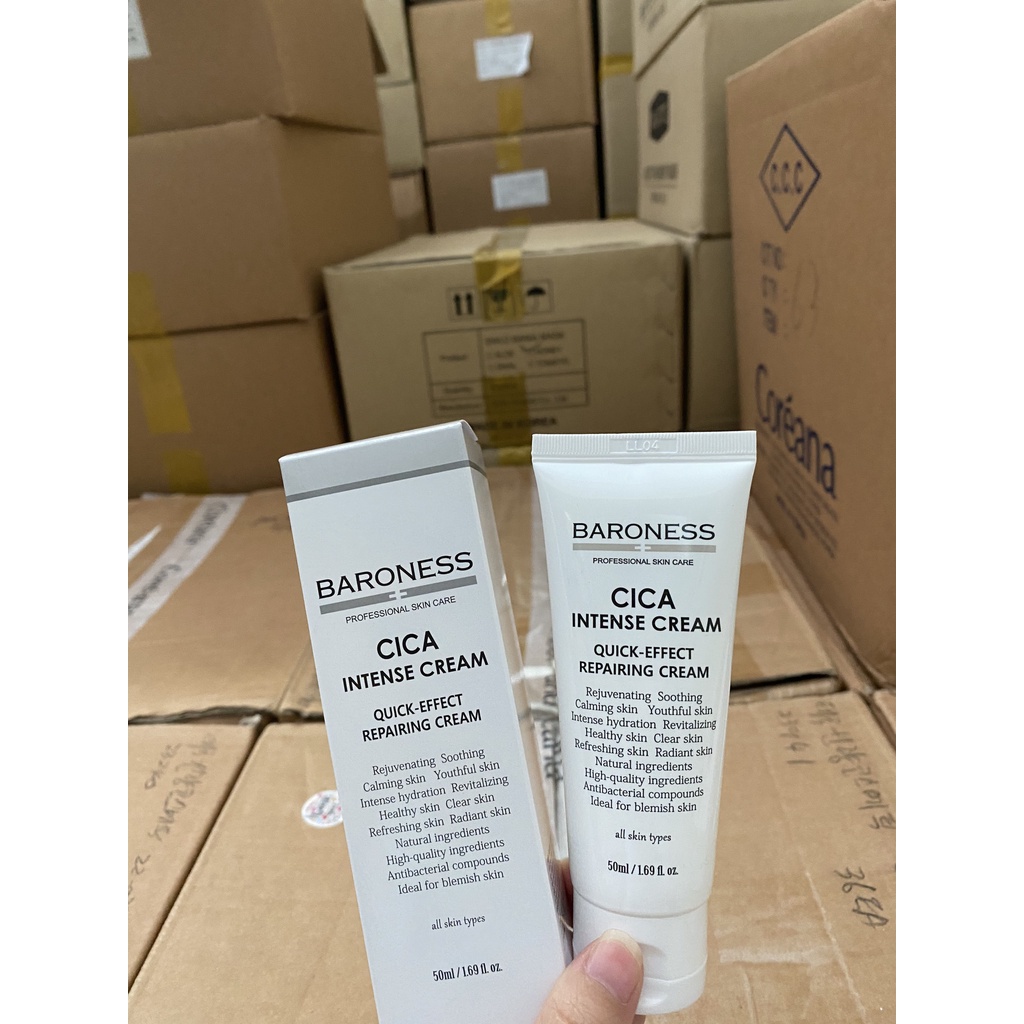 C.C.C
Coréana
BARONESS
PROFESSIONAL SKIN CARE
CICA
INTENSE CREAM
QUICK-EFFECT
REPAIRING CREAM
Rejuvenating Soothing
Calming skin Youthful skin
Intense hydration Revitalizing
Healthy skin Clear skin
Refreshing skin Radiant skin
Natural ingredients
High-quality ingredients
Antibacterial compounds
Ideal for blemish skin
all skin types
50ml / 1.69 fl. oz.
LL04
BARONESS
PROFESSIONAL SKIN CARE
CICA
INTENSE CREAM
QUICK-EFFECT
REPAIRING CREAM
Rejuvenating Soothing
Calming skin Youthful skin
Intense hydration Revitalizing
Healthy skin Clear skin
Refreshing skin Radiant skin
Natural ingredients
High-quality ingredients
Antibacterial compounds
Ideal for blemish skin
all skin types
50ml / 1.69 fl. oz.
36EA